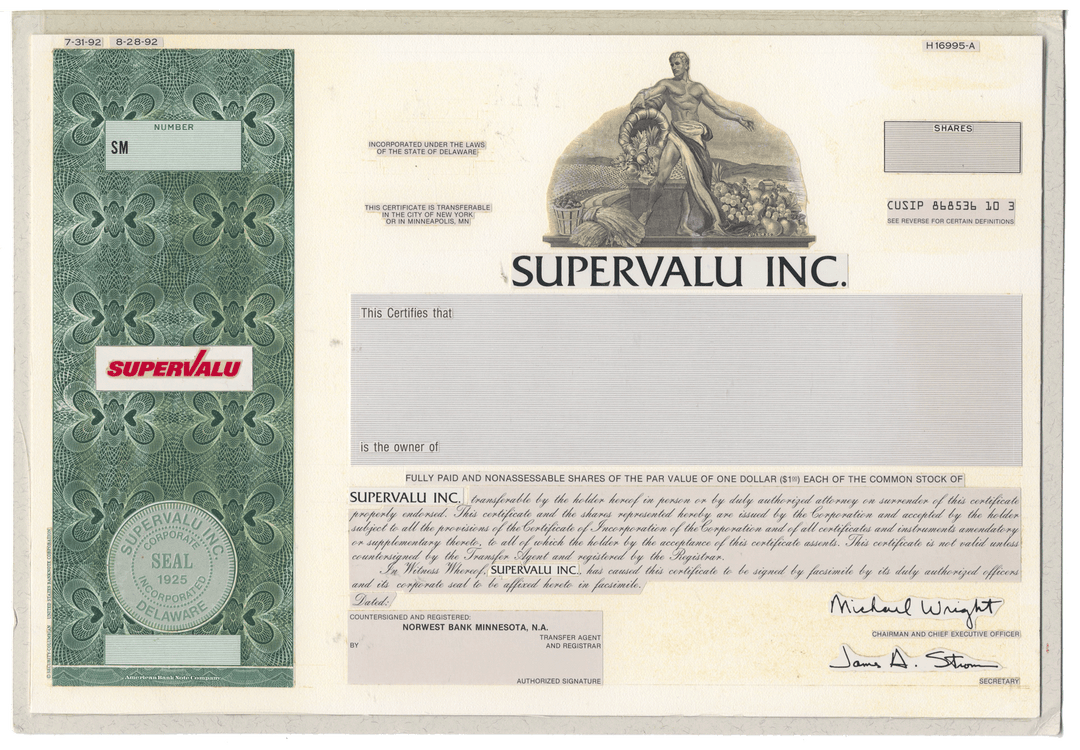 7-31-92 8-28-92
H16995-A
NUMBER
SM
INCORPORATED UNDER THE LAWS
OF THE STATE OF DELAWARE
SHARES
THIS CERTIFICATE IS TRANSFERABLE
IN THE CITY OF NEW YORK
OR IN MINNEAPOLIS, MN
CUSIP 868536 10 3
SEE REVERSE FOR CERTAIN DEFINITIONS
SUPERVALU INC.
This Certifies that
SUPERVALU
is the owner of
FULLY PAID AND NONASSESSABLE SHARES OF THE PAR VALUE OF ONE DOLLAR ($1⁰⁰) EACH OF THE COMMON STOCK OF
SUPERVALU INC. transferable by the holder hereof in person or by duly authorized attorney on surrender of this certificate
properly endorsed. This certificate and the shares represented hereby are issued by the Corporation and accepted by the holder
subject to all the provisions of the Certificate of Incorporation of the Corporation and of all certificates and instruments amendatory
or supplementary thereto, to all of which the holder by the acceptance of this certificate assents. This certificate is not valid unless
countersigned by the Transfer Agent and registered by the Registrar.
In Witness Whereof, SUPERVALU INC. has caused this certificate to be signed by facsimile by its duly authorized officers
and its corporate seal to be affixed hereto in facsimile.
Dated:
SUPERVALU INC.
CORPORATE
SEAL
1925
INCORPORATED
DELAWARE
COUNTERSIGNED AND REGISTERED:
NORWEST BANK MINNESOTA, N.A.
TRANSFER AGENT
BY AND REGISTRAR
AUTHORIZED SIGNATURE
Michael Wright
CHAIRMAN AND CHIEF EXECUTIVE OFFICER
James A. Strom
SECRETARY
American Bank Note Company